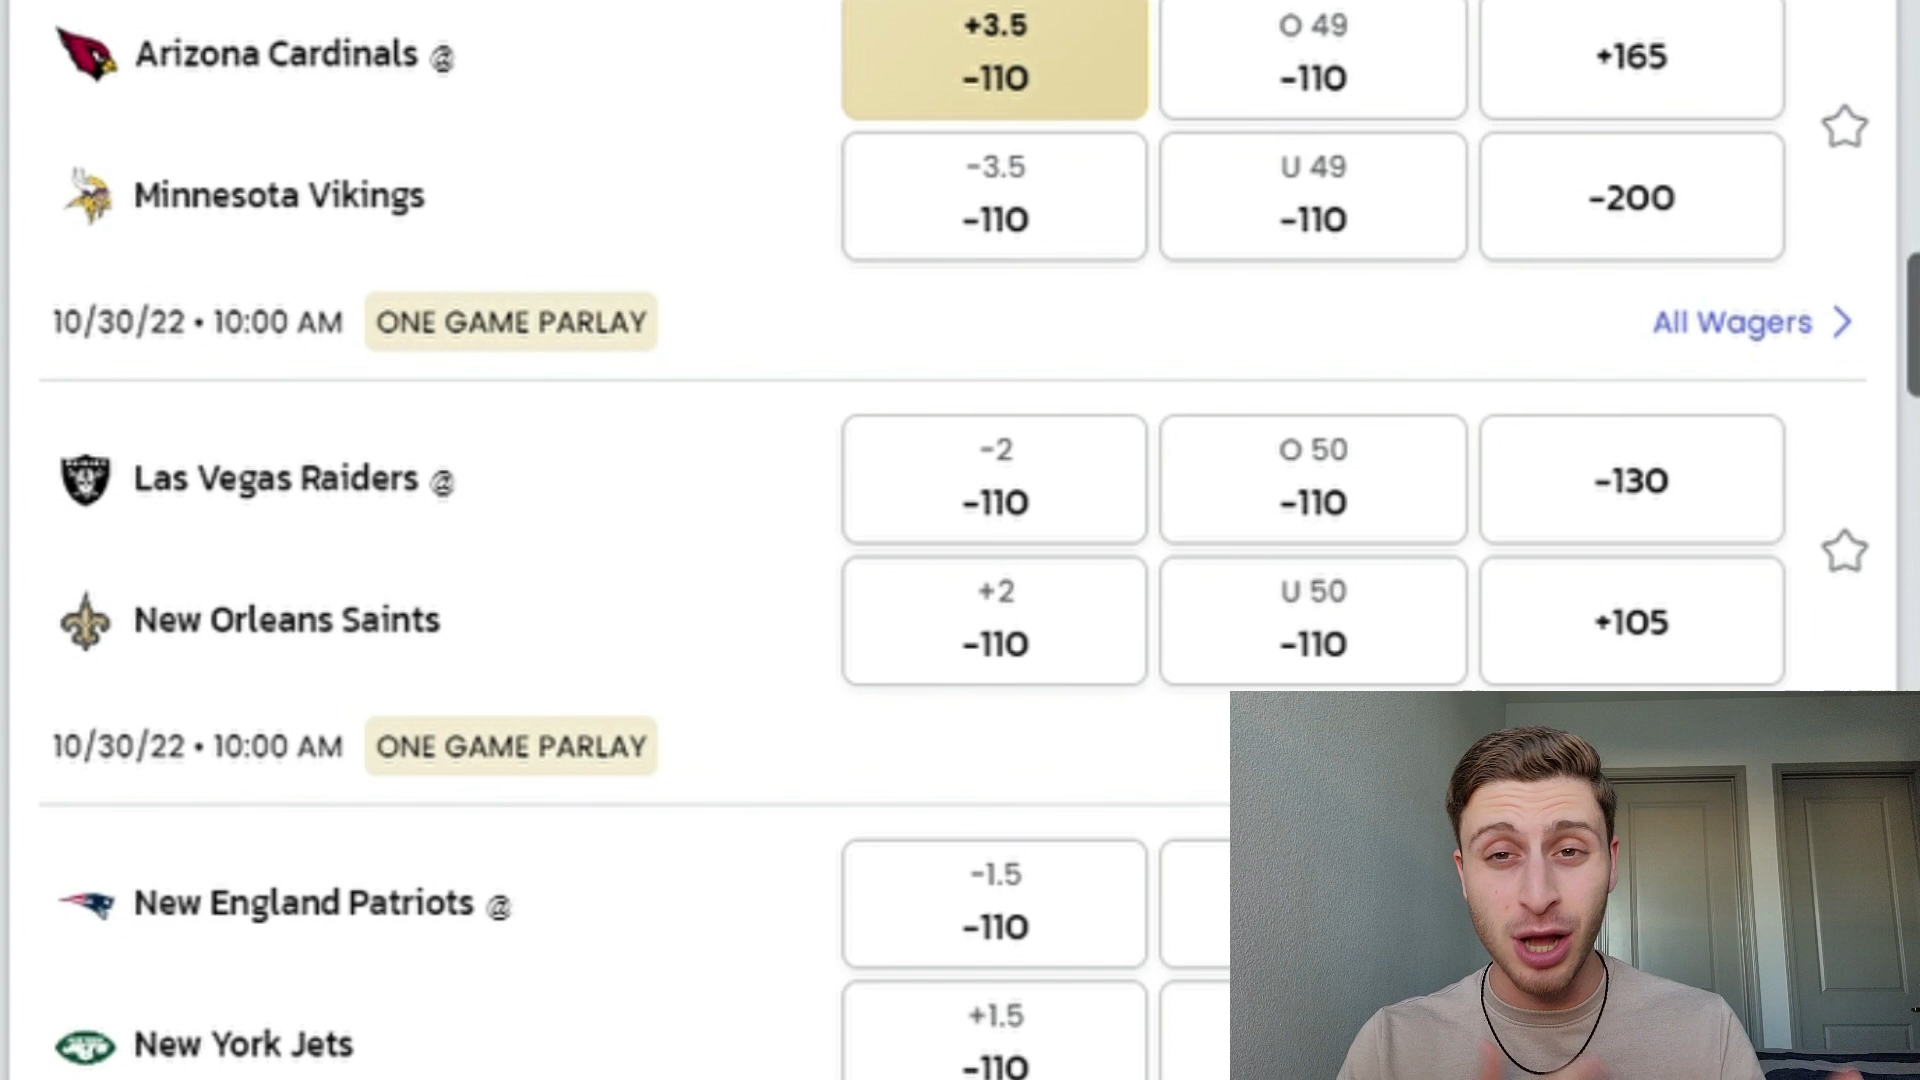 +3.5 O 49
Arizona Cardinals @ -110 -110 +165
-3.5 U 49
Minnesota Vikings -110 -110 -200
10/30/22 • 10:00 AM ONE GAME PARLAY All Wagers
-2 O 50
Las Vegas Raiders @ -110 -110 -130
+2 U 50
New Orleans Saints -110 -110 +105
10/30/22 • 10:00 AM ONE GAME PARLAY
-1.5
New England Patriots @ -110
+1.5
New York Jets -110